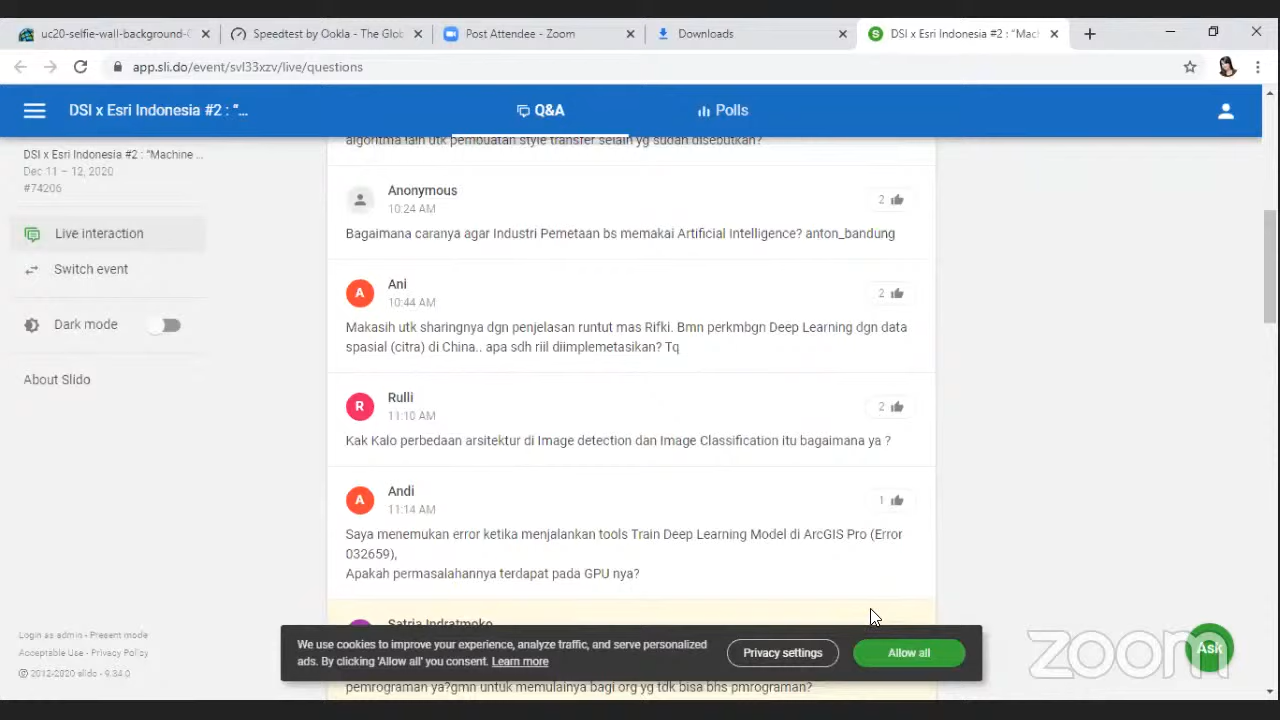 uc20-selfie-wall-background-
Speedtest by Ookla - The Glob
Post Attendee - Zoom
Downloads
DSI x Esri Indonesia #2 : "Mach
app.sli.do/event/svl33xzv/live/questions
DSI x Esri Indonesia #2 : "...
Q&A
Polls
DSI x Esri Indonesia #2 : "Machine ...
Dec 11 – 12, 2020
#74206
Live interaction
Switch event
Dark mode
About Slido
Login as admin - Present mode
Acceptable Use - Privacy Policy
© 2012-2020 slido - 9.34.0
algoritma lain utk pembuatan style transfer selain yg sudah disebutkan?
Anonymous
10:24 AM
2
Bagaimana caranya agar Industri Pemetaan bs memakai Artificial Intelligence? anton_bandung
A
Ani
10:44 AM
2
Makasih utk sharingnya dgn penjelasan runtut mas Rifki. Bmn perkmbgn Deep Learning dgn data
spasial (citra) di China.. apa sdh riil diimplemetasikan? Tq
R
Rulli
11:10 AM
2
Kak Kalo perbedaan arsitektur di Image detection dan Image Classification itu bagaimana ya ?
A
Andi
11:14 AM
1
Saya menemukan error ketika menjalankan tools Train Deep Learning Model di ArcGIS Pro (Error
032659),
Apakah permasalahannya terdapat pada GPU nya?
Satria Indratmoko
We use cookies to improve your experience, analyze traffic, and serve personalized
ads. By clicking 'Allow all' you consent. Learn more
Privacy settings
Allow all
pemrograman ya?gmn untuk memulainya bagi org yg tdk bisa bhs pmrograman?
Ask
zoom